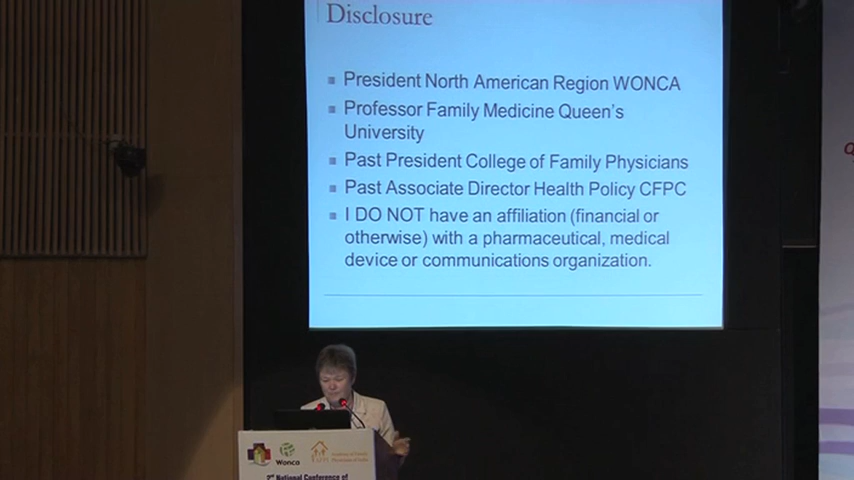 Disclosure
President North American Region WONCA
Professor Family Medicine Queen's
University
Past President College of Family Physicians
Past Associate Director Health Policy CFPC
I DO NOT have an affiliation (financial or
otherwise) with a pharmaceutical, medical
device or communications organization.
Wonca
2nd National Conference of